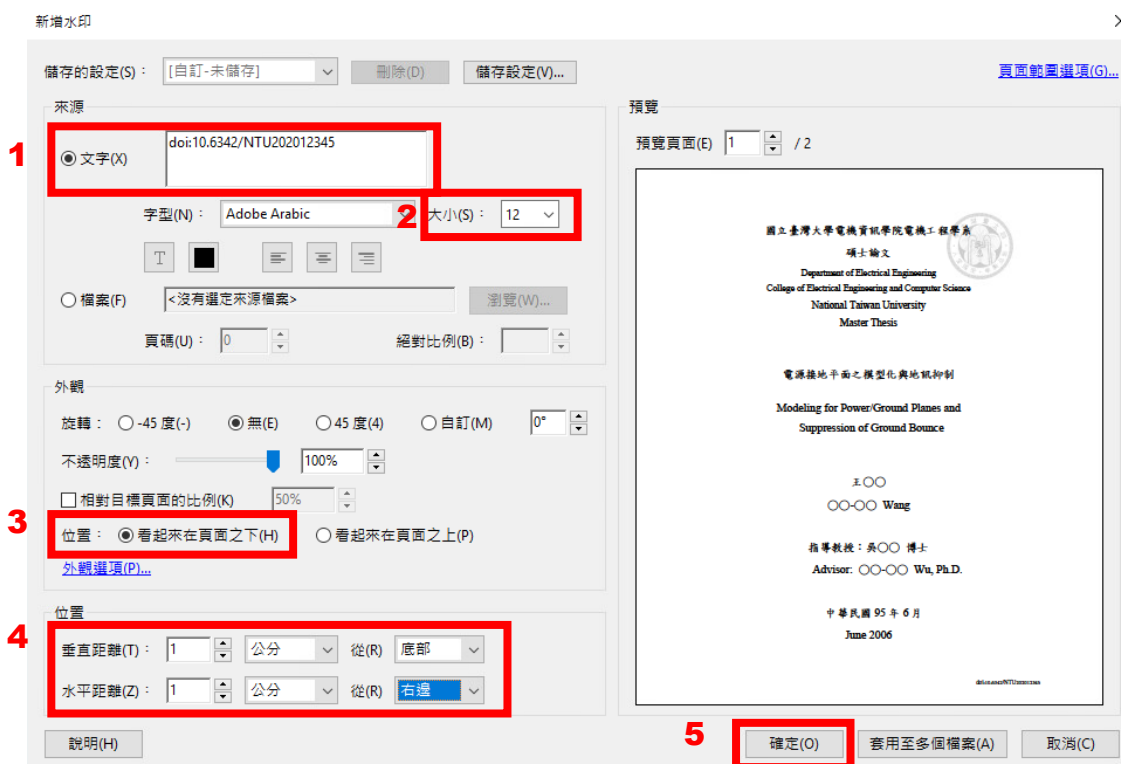 新增水印
儲存的設定(S)： [自訂-未儲存] 刪除(D) 儲存設定(V)... 頁面範圍選項(G)...
來源
1
文字(X) doi:10.6342/NTU202012345
字型(N)： Adobe Arabic 2 大小(S)： 12
T
檔案(F) <沒有選定來源檔案> 瀏覽(W)...
頁碼(U)： 0 絕對比例(B)：
外觀
旋轉： -45 度(-) 無(E) 45 度(4) 自訂(M) 0°
不透明度(Y)： 100%
相對目標頁面的比例(K) 50%
3
位置： 看起來在頁面之下(H) 看起來在頁面之上(P)
外觀選項(P)...
位置
4
垂直距離(T)： 1 公分 從(R) 底部
水平距離(Z)： 1 公分 從(R) 右邊
說明(H)
預覽
預覽頁面(E) 1 / 2
國立臺灣大學電機資訊學院電機工程學系
碩士論文
Department of Electrical Engineering
College of Electrical Engineering and Computer Science
National Taiwan University
Master Thesis
電源接地平面之模型化與地訊抑制
Modeling for Power/Ground Planes and
Suppression of Ground Bounce
王〇〇
〇〇-〇〇 Wang
指導教授：吳〇〇 博士
Advisor: 〇〇-〇〇 Wu, Ph.D.
中華民國 95 年 6 月
June 2006
doi:10.6342/NTU202012345
5
確定(O) 套用至多個檔案(A) 取消(C)